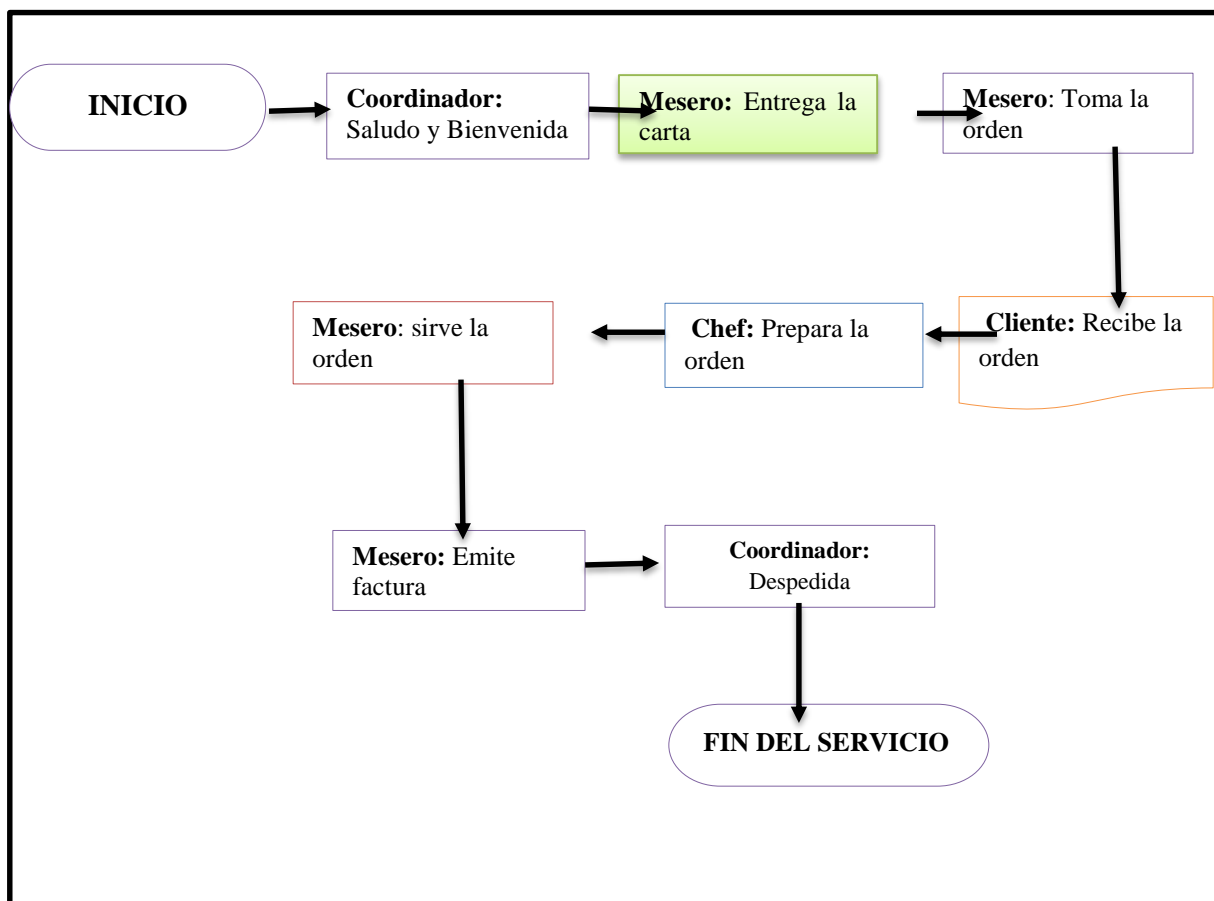 INICIO
Coordinador:
Saludo y Bienvenida
Mesero: Entrega la
carta
Mesero: Toma la
orden
Cliente: Recibe la
orden
Chef: Prepara la
orden
Mesero: sirve la
orden
Mesero: Emite
factura
Coordinador:
Despedida
FIN DEL SERVICIO